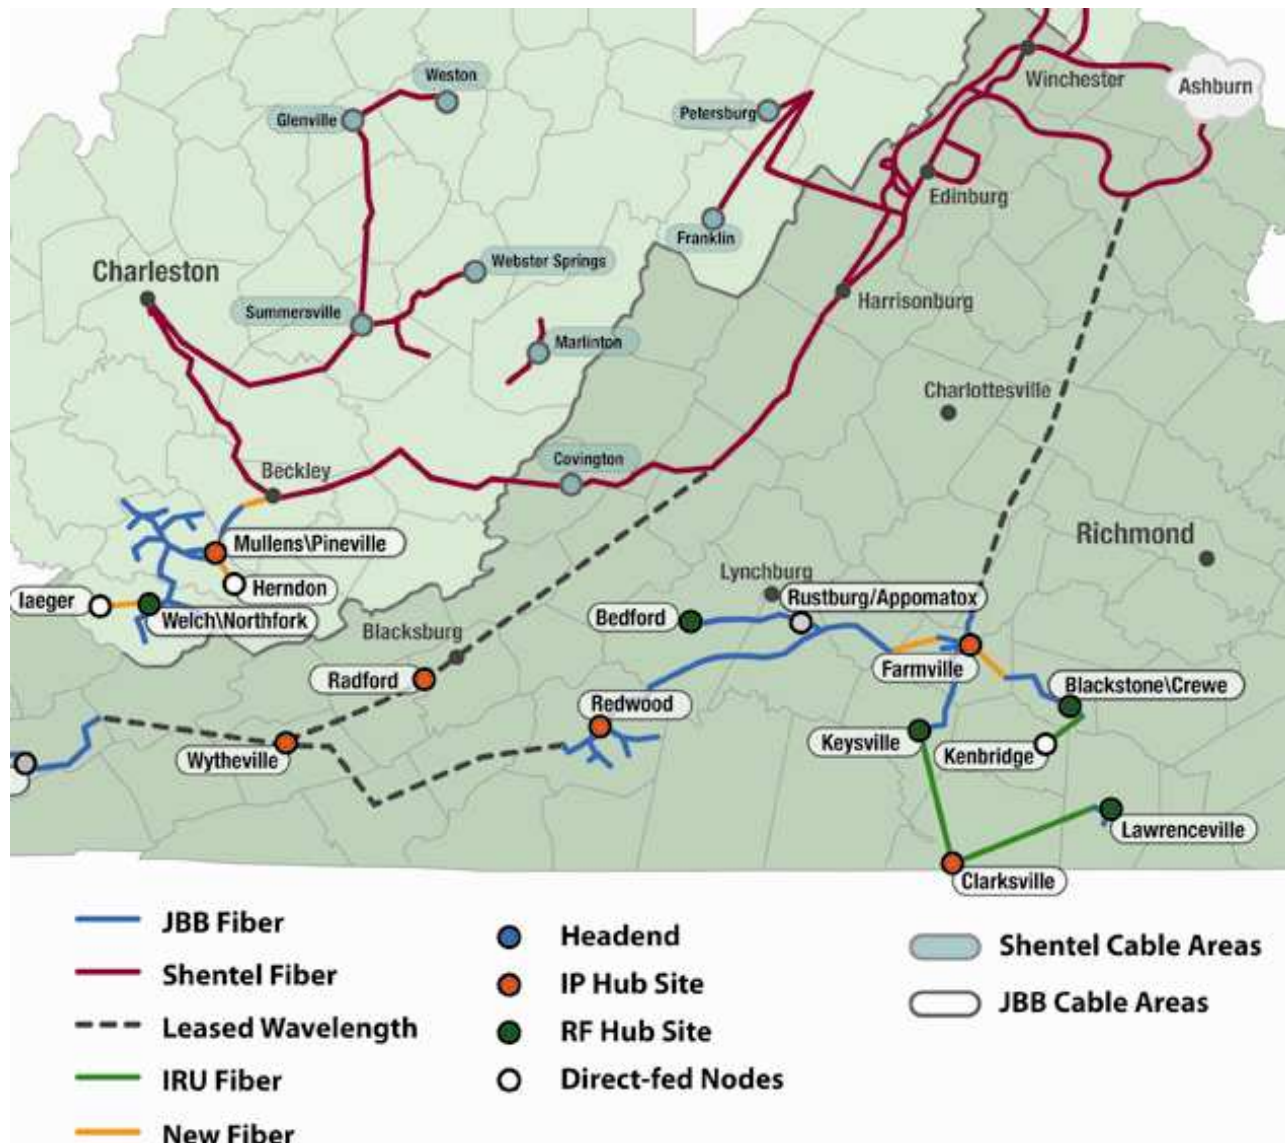 Weston
Glenville
Petersburg
Winchester
Ashburn
Edinburg
Franklin
Webster Springs
Charleston
Summersville
Harrisonburg
Marlinton
Charlottesville
Covington
Beckley
Richmond
Mullens\Pineville
Lynchburg
Herndon
Iaeger
Rustburg/Appomatox
Bedford
Welch\Northfork
Blacksburg
Farmville
Radford
Blackstone\Crewe
Redwood
Keysville
Kenbridge
Wytheville
Lawrenceville
Clarksville
JBB Fiber
Shentel Fiber
Leased Wavelength
IRU Fiber
New Fiber
Headend
IP Hub Site
RF Hub Site
Direct-fed Nodes
Shentel Cable Areas
JBB Cable Areas